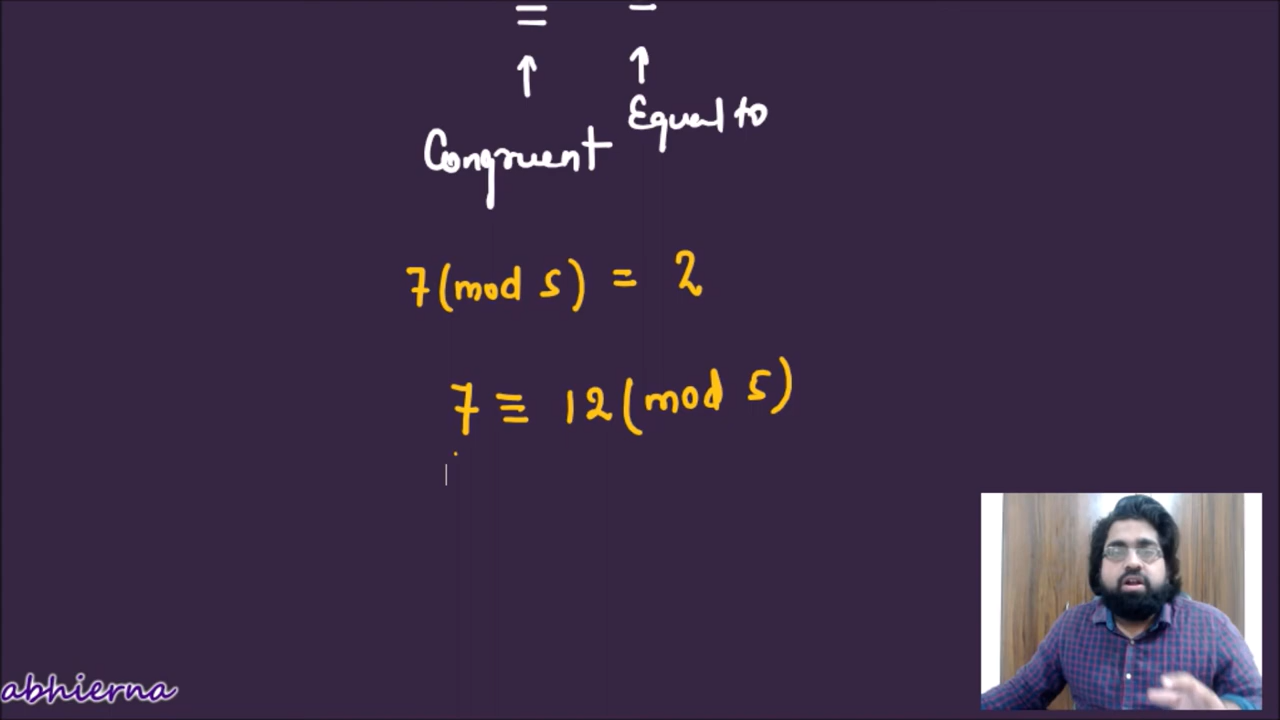 ≡ =
Congruent Equal to
7 (mod 5) = 2
7 ≡ 12 (mod 5)
abhierna